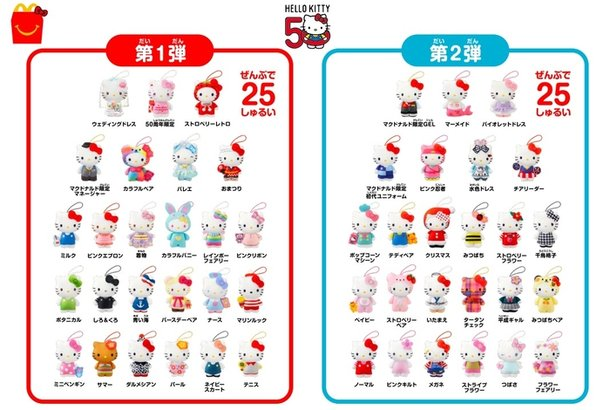 HELLO KITTY
50
だい だん
第1弾
ぜんぶで
25
しゅるい
ウェディングドレス
50周年限定
ストロベリーレトロ
マクドナルド限定
マネージャー
カラフルベア
バレエ
おまつり
ミルク
ピンクエプロン
着物
カラフルバニー
レインボー
フェアリー
ピンクリボン
ボタニカル
しろ&くろ
青い海
バースデーベア
ナース
マリンルック
ミニペンギン
サマー
ダルメシアン
パール
ネイビー
スカート
テニス
だい だん
第2弾
ぜんぶで
25
しゅるい
マクドナルド限定GEL
マーメイド
バイオレットドレス
マクドナルド限定
初代ユニフォーム
ピンク忍者
水色ドレス
チアリーダー
ポップコーン
マシーン
テディベア
クリスマス
みつばち
ストロベリー
フラワー
千鳥格子
ベイビー
ストロベリー
ベア
いたまえ
タータン
チェック
平成ギャル
みつばちベア
ノーマル
ピンクキルト
メガネ
ストライプ
フラワー
つばさ
フラワー
フェアリー